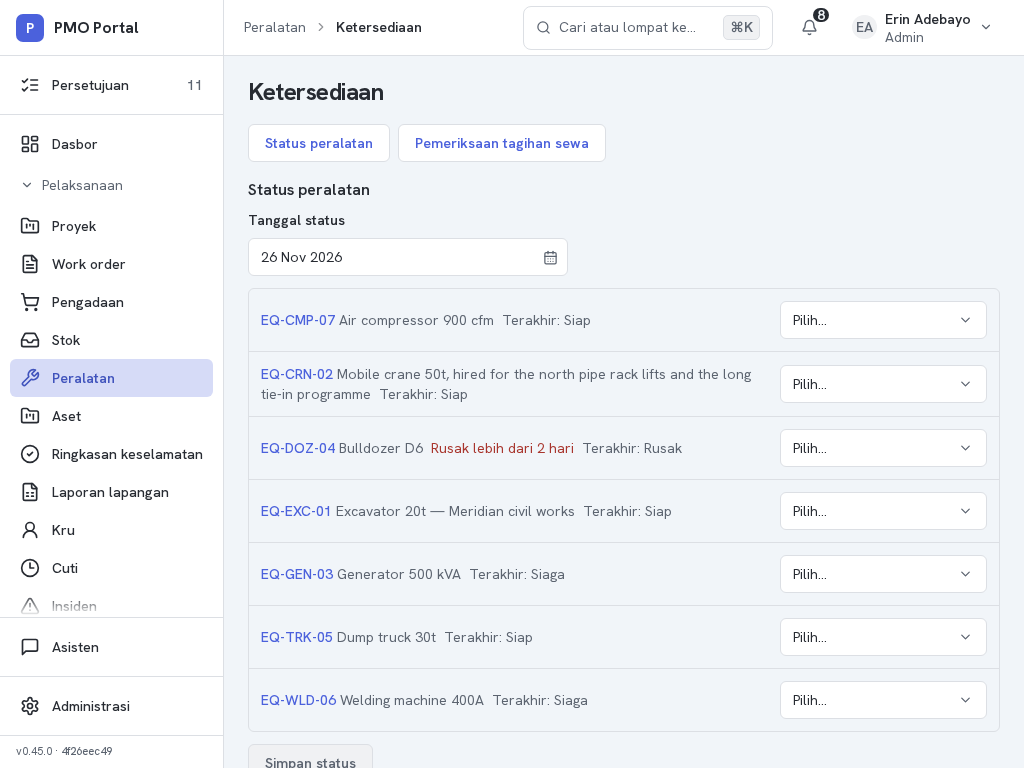 P PMO Portal
Peralatan > Ketersediaan
Cari atau lompat ke... ⌘K
8
EA Erin Adebayo
Admin
Persetujuan 11
Dasbor
Pelaksanaan
Proyek
Work order
Pengadaan
Stok
Peralatan
Aset
Ringkasan keselamatan
Laporan lapangan
Kru
Cuti
Insiden
Asisten
Administrasi
v0.45.0 · 4f26eec49
Ketersediaan
Status peralatan Pemeriksaan tagihan sewa
Status peralatan
Tanggal status
26 Nov 2026
EQ-CMP-07 Air compressor 900 cfm Terakhir: Siap Pilih...
EQ-CRN-02 Mobile crane 50t, hired for the north pipe rack lifts and the long
tie-in programme Terakhir: Siap Pilih...
EQ-DOZ-04 Bulldozer D6 Rusak lebih dari 2 hari Terakhir: Rusak Pilih...
EQ-EXC-01 Excavator 20t — Meridian civil works Terakhir: Siap Pilih...
EQ-GEN-03 Generator 500 kVA Terakhir: Siaga Pilih...
EQ-TRK-05 Dump truck 30t Terakhir: Siap Pilih...
EQ-WLD-06 Welding machine 400A Terakhir: Siaga Pilih...
Simpan status